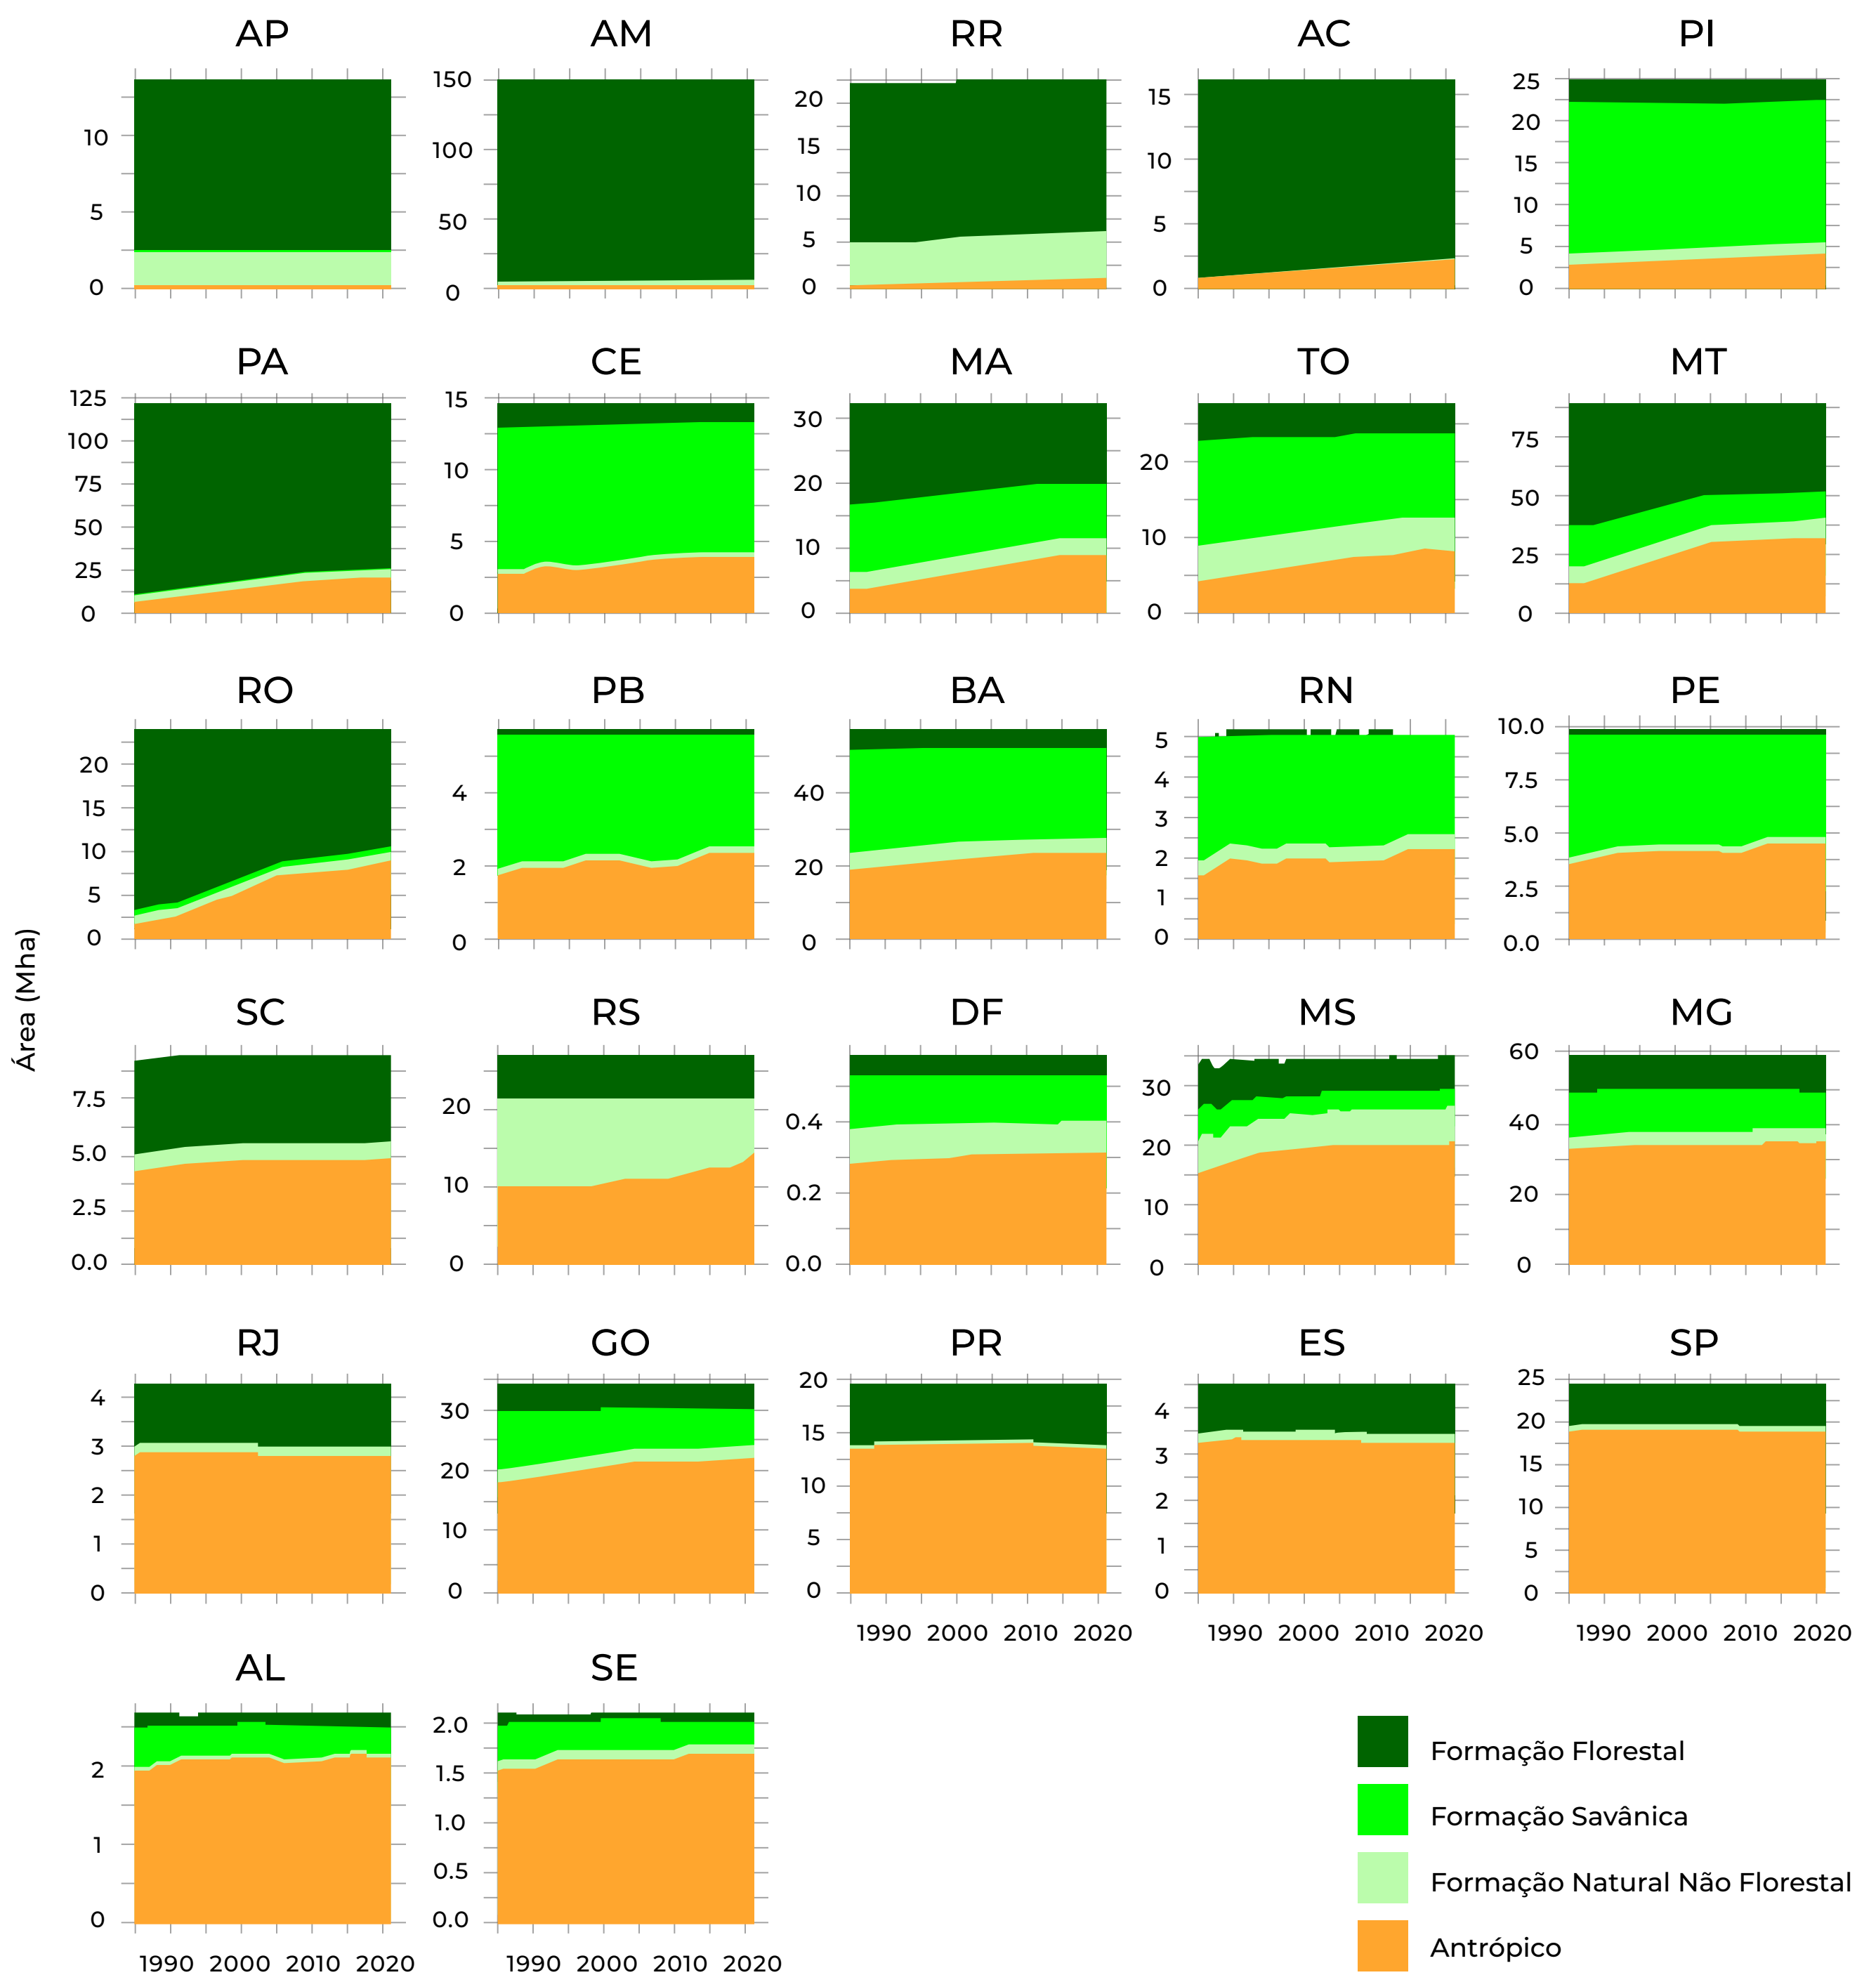 AP AM RR AC PI
10 5 0
150 100 50 0
20 15 10 5 0
15 10 5 0
25 20 15 10 5 0
PA CE MA TO MT
125 100 75 50 25 0
15 10 5 0
30 20 10 0
20 10 0
75 50 25 0
RO PB BA RN PE
20 15 10 5 0
4 2 0
40 20 0
5 4 3 2 1 0
10.0 7.5 5.0 2.5 0.0
Área (Mha)
SC RS DF MS MG
7.5 5.0 2.5 0.0
20 10 0
0.4 0.2 0.0
30 20 10 0
60 40 20 0
RJ GO PR ES SP
4 3 2 1 0
30 20 10 0
20 15 10 5 0
4 3 2 1 0
25 20 15 10 5 0
1990 2000 2010 2020
1990 2000 2010 2020
1990 2000 2010 2020
AL SE
2 1 0
2.0 1.5 1.0 0.5 0.0
1990 2000 2010 2020
1990 2000 2010 2020
Formação Florestal
Formação Savânica
Formação Natural Não Florestal
Antrópico